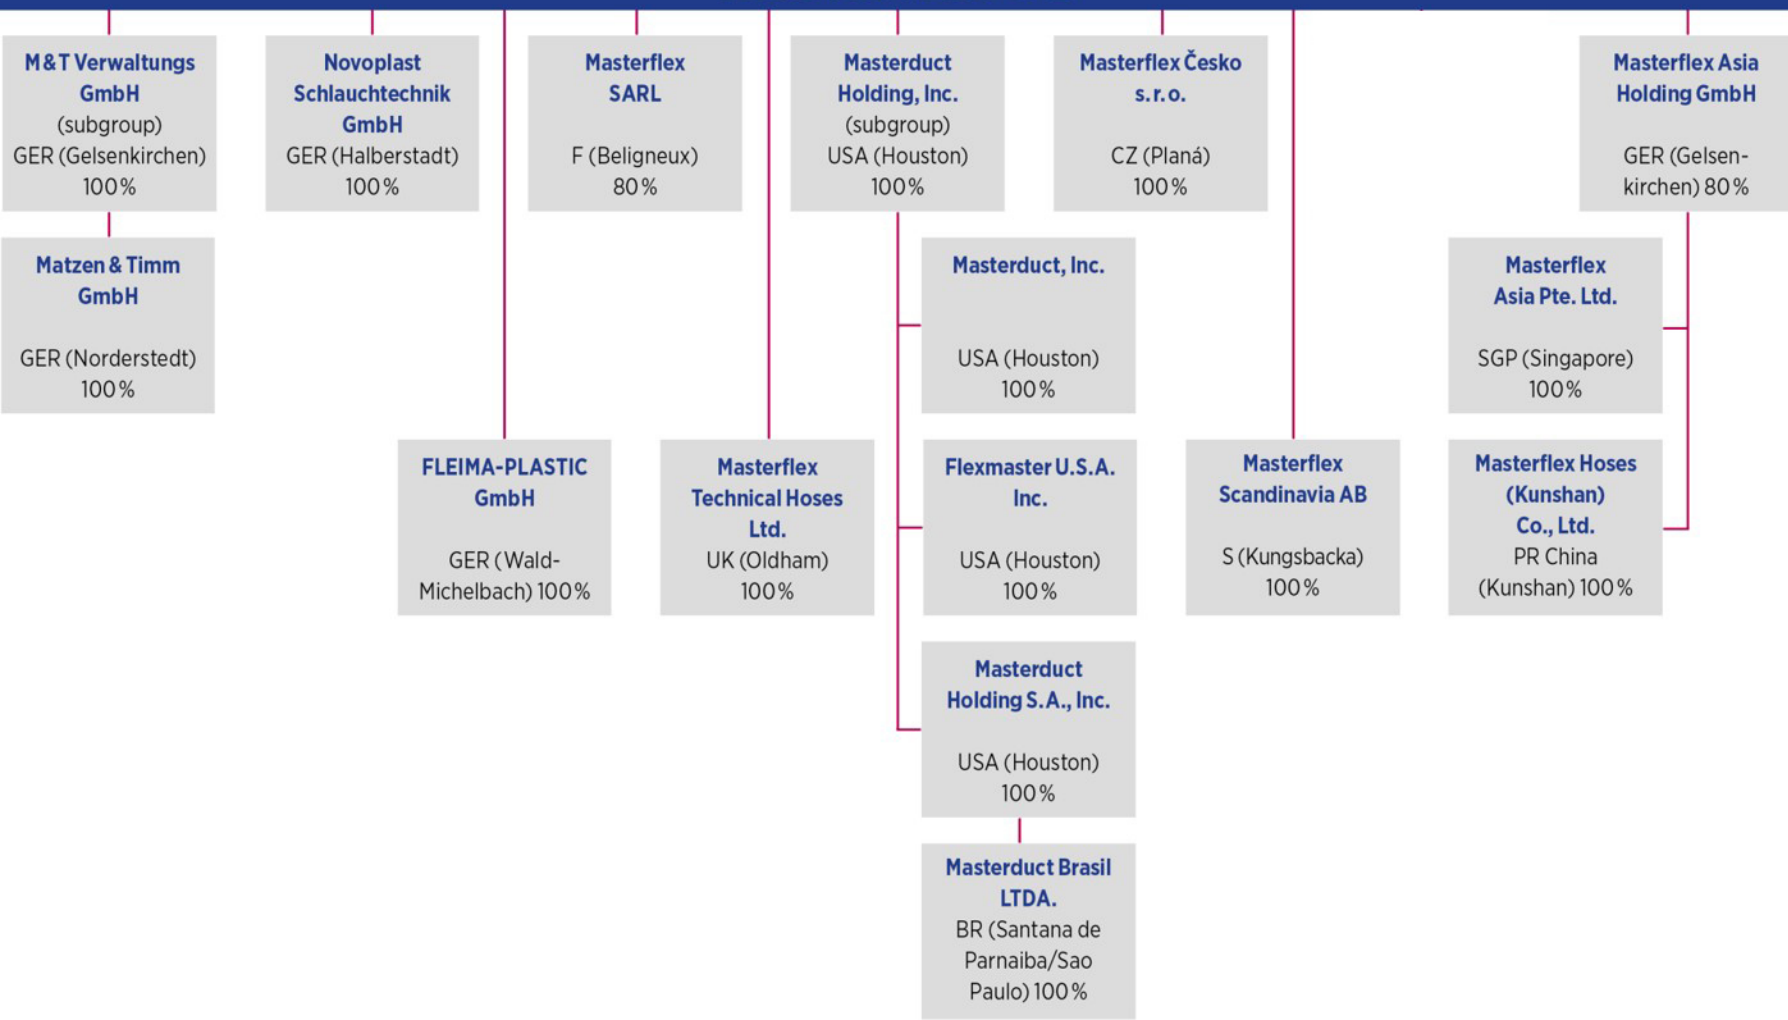 M&T Verwaltungs
GmbH
(subgroup)
GER (Gelsenkirchen)
100%
Novoplast
Schlauchtechnik
GmbH
GER (Halberstadt)
100%
Masterflex
SARL
F (Beligneux)
80%
Masterduct
Holding, Inc.
(subgroup)
USA (Houston)
100%
Masterflex Česko
s.r.o.
CZ (Planá)
100%
Masterflex Asia
Holding GmbH
GER (Gelsen-
kirchen) 80%
Matzen & Timm
GmbH
GER (Norderstedt)
100%
Masterduct, Inc.
USA (Houston)
100%
Masterflex
Asia Pte. Ltd.
SGP (Singapore)
100%
FLEIMA-PLASTIC
GmbH
GER (Wald-
Michelbach) 100%
Masterflex
Technical Hoses
Ltd.
UK (Oldham)
100%
Flexmaster U.S.A.
Inc.
USA (Houston)
100%
Masterflex
Scandinavia AB
S (Kungsbacka)
100%
Masterflex Hoses
(Kunshan)
Co., Ltd.
PR China
(Kunshan) 100%
Masterduct
Holding S.A., Inc.
USA (Houston)
100%
Masterduct Brasil
LTDA.
BR (Santana de
Parnaiba/Sao
Paulo) 100%